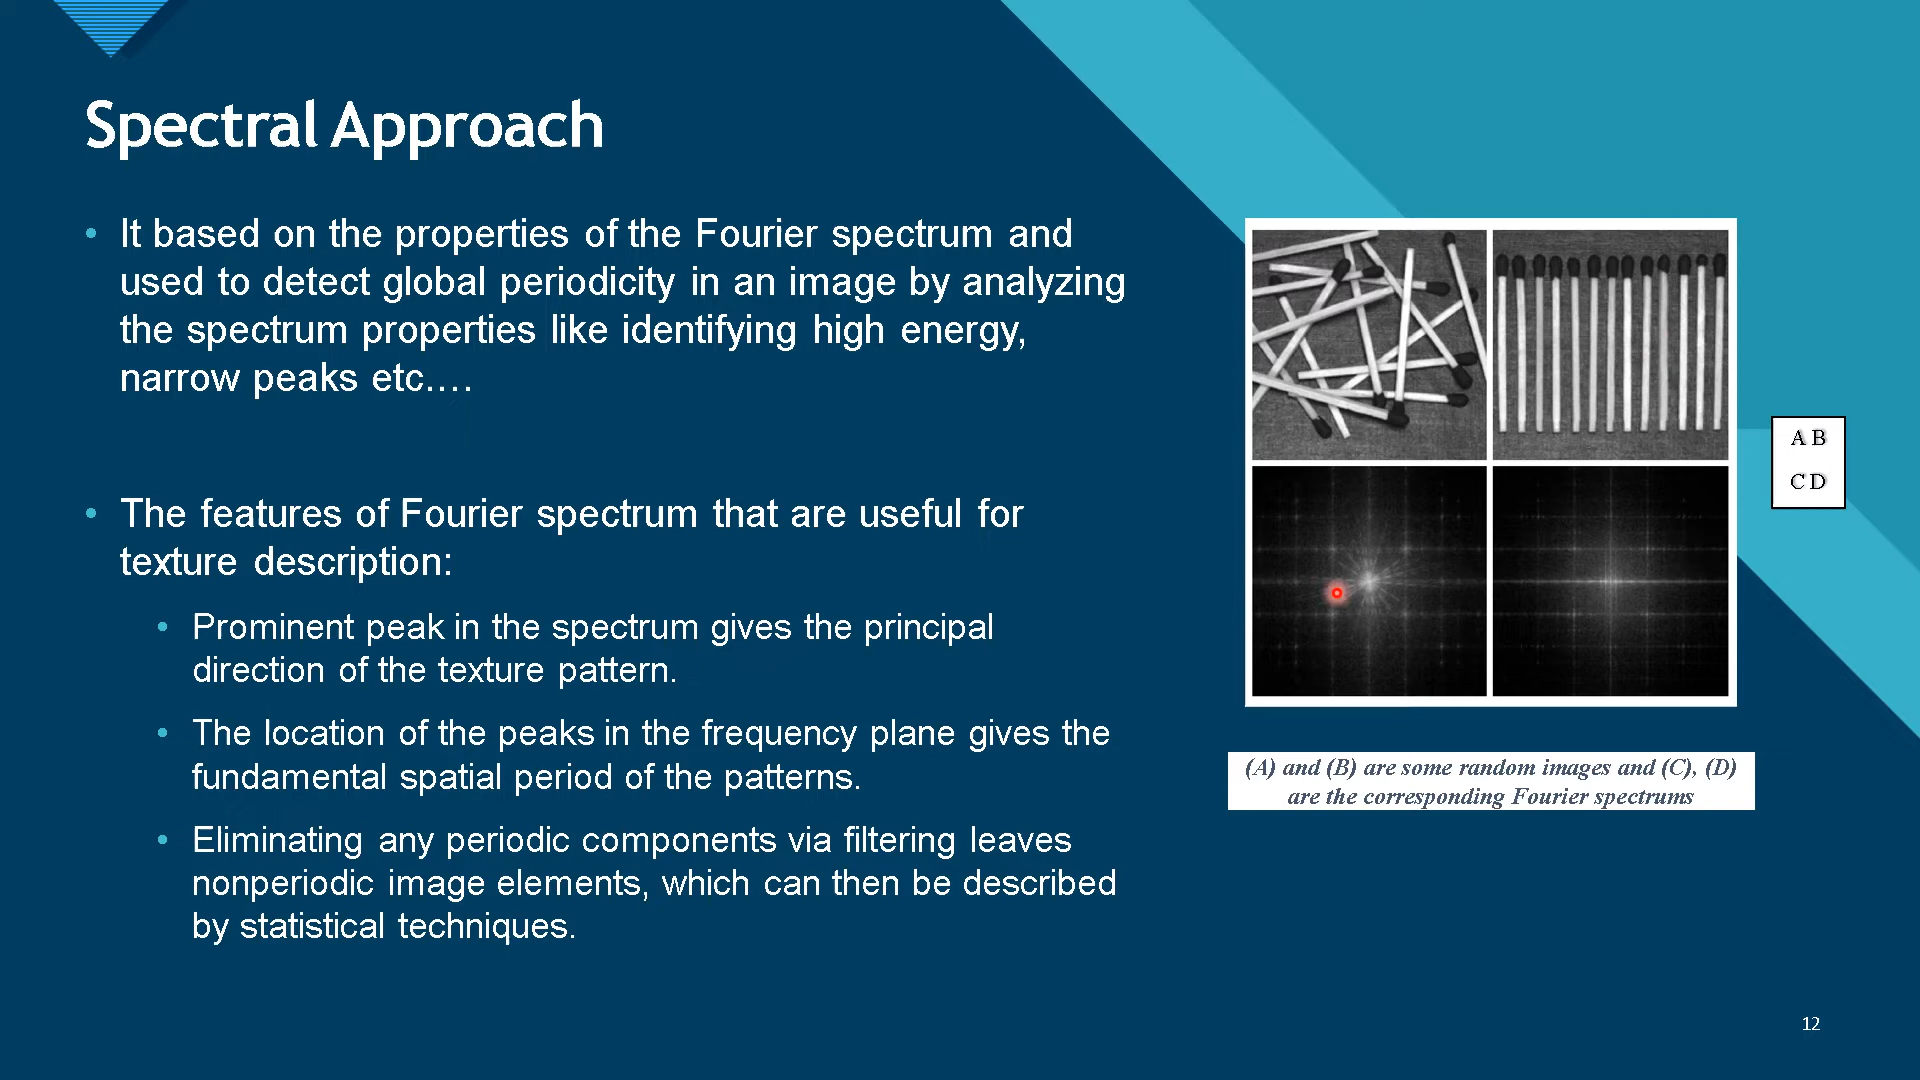 Spectral Approach
• It based on the properties of the Fourier spectrum and
used to detect global periodicity in an image by analyzing
the spectrum properties like identifying high energy,
narrow peaks etc.…
• The features of Fourier spectrum that are useful for
texture description:
• Prominent peak in the spectrum gives the principal
direction of the texture pattern.
• The location of the peaks in the frequency plane gives the
fundamental spatial period of the patterns.
• Eliminating any periodic components via filtering leaves
nonperiodic image elements, which can then be described
by statistical techniques.
A B
C D
(A) and (B) are some random images and (C), (D)
are the corresponding Fourier spectrums
12